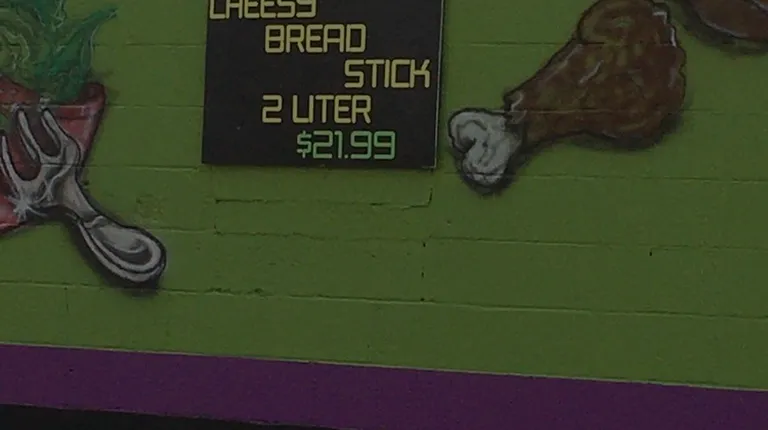 CHEESY
BREAD
STICK
2 LITER
$21.99